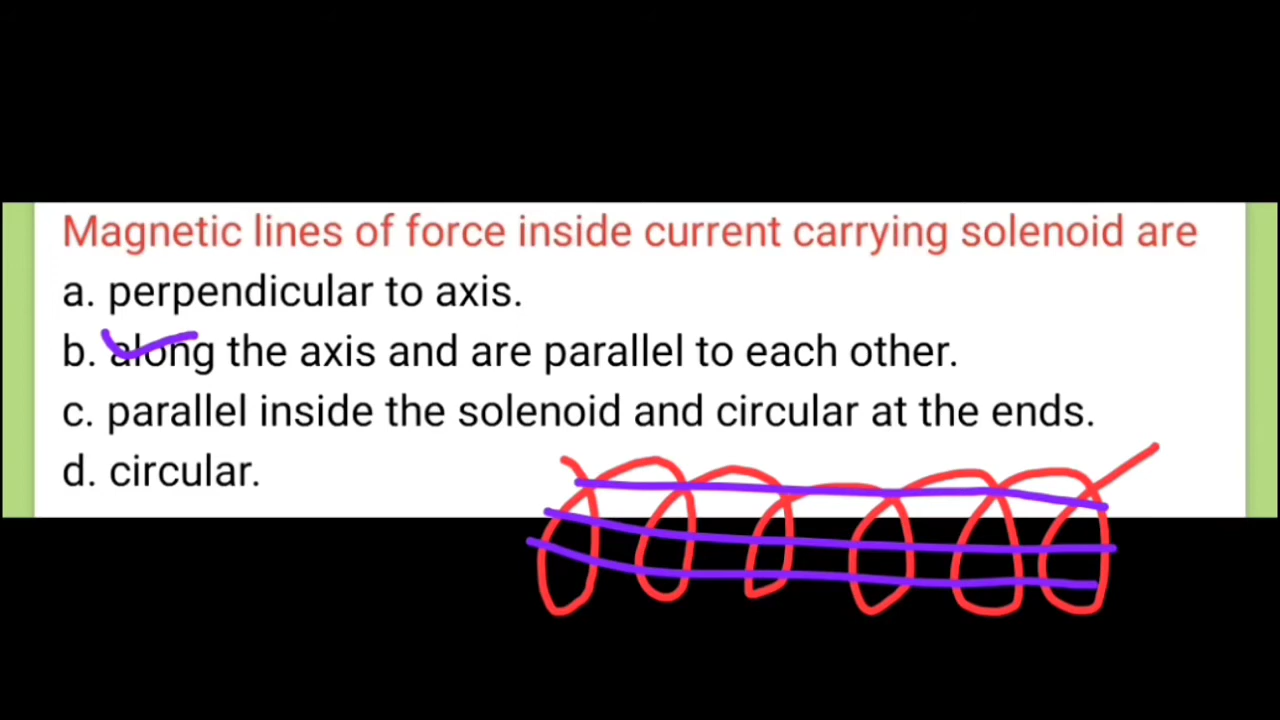 Magnetic lines of force inside current carrying solenoid are
a. perpendicular to axis.
b. along the axis and are parallel to each other.
c. parallel inside the solenoid and circular at the ends.
d. circular.